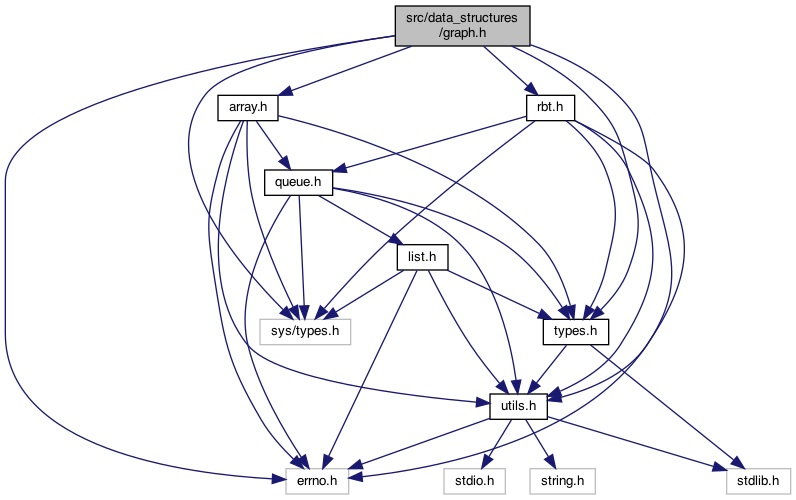 src/data_structures
/graph.h
array.h
rbt.h
queue.h
list.h
sys/types.h
types.h
utils.h
errno.h
stdio.h
string.h
stdlib.h